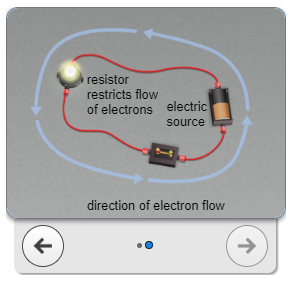 resistor
restricts flow
of electrons
electric
source
direction of electron flow